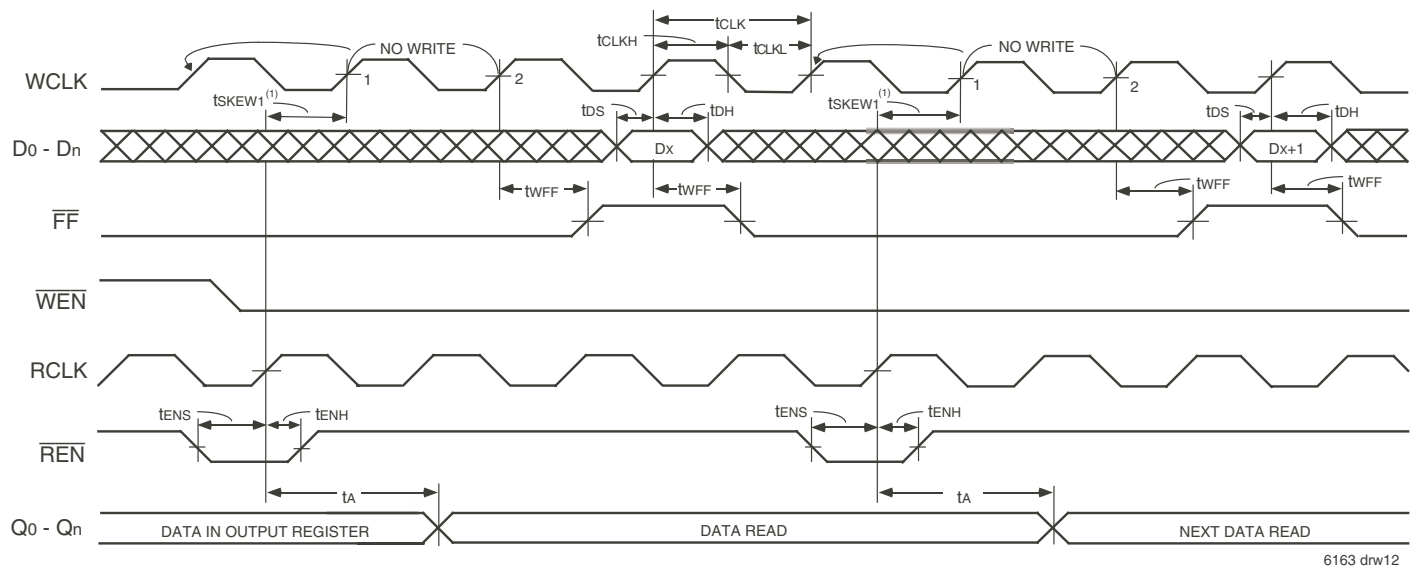 tCLK
tCLKH
tCLKL
NO WRITE
NO WRITE
WCLK
1
2
1
2
tSKEW1(1)
tSKEW1(1)
tDS
tDH
tDS
tDH
D0 - Dn
DX
DX+1
tWFF
tWFF
tWFF
tWFF
FF
WEN
RCLK
tENS
tENH
tENS
tENH
REN
tA
tA
Q0 - Qn
DATA IN OUTPUT REGISTER
DATA READ
NEXT DATA READ
6163 drw12